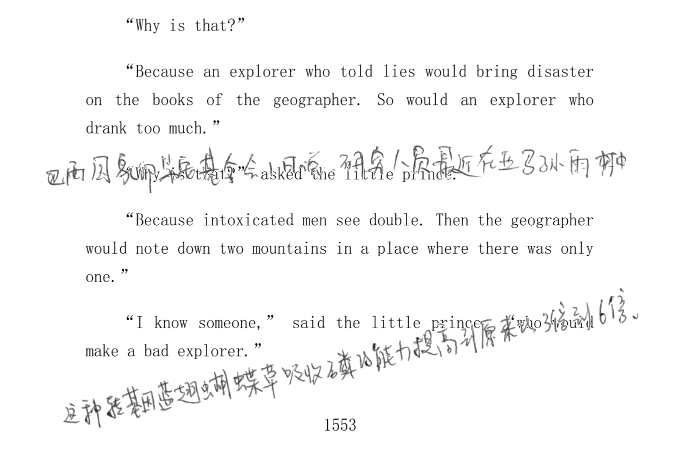 “Why is that?”
“Because an explorer who told lies would bring disaster
on the books of the geographer. So would an explorer who
drank too much.”
巴西 基金会 日说,研究人员最近在亚马孙雨林中
“Why is that?” asked the little prince.
“Because intoxicated men see double. Then the geographer
would note down two mountains in a place where there was only
one.”
“I know someone,” said the little prince, “who would
make a bad explorer.”
这种转基因蓝翅蝴蝶草吸收磷的能力提高到原来的3倍到6倍。
1553